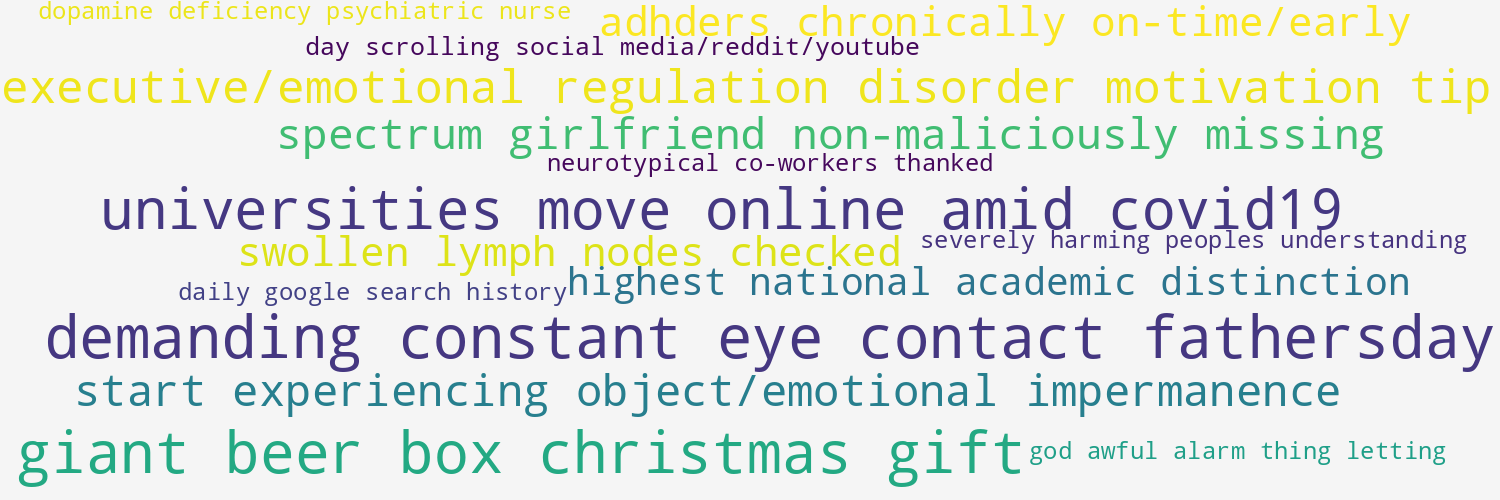 dopamine deficiency psychiatric nurse
adhders chronically on-time/early
day scrolling social media/reddit/youtube
executive/emotional regulation disorder motivation tip
spectrum girlfriend non-maliciously missing
neurotypical co-workers thanked
universities move online amid covid19
swollen lymph nodes checked
severely harming peoples understanding
daily google search history
highest national academic distinction
demanding constant eye contact fathersday
start experiencing object/emotional impermanence
giant beer box christmas gift
god awful alarm thing letting